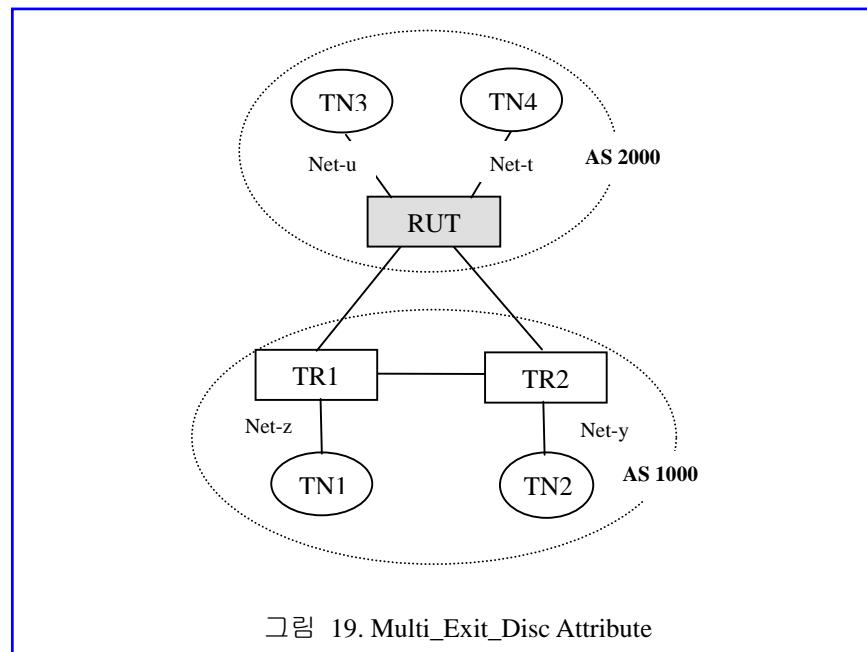 TN3 TN4
Net-u Net-t AS 2000
RUT
TR1 TR2
Net-z Net-y
AS 1000
TN1 TN2
그림 19. Multi_Exit_Disc Attribute